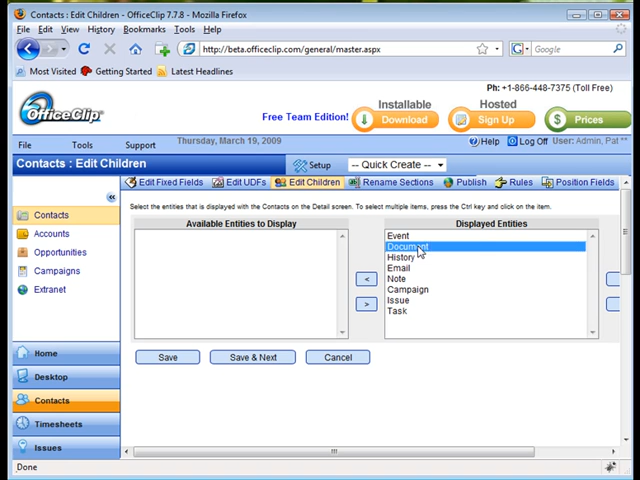 Contacts : Edit Children - OfficeClip 7.7.8 - Mozilla Firefox
File Edit View History Bookmarks Tools Help
http://beta.officeclip.com/general/master.aspx
Google
Most Visited Getting Started Latest Headlines
Ph: +1-866-448-7375 (Toll Free)
OfficeClip
Installable Hosted
Free Team Edition!
Download Sign Up $ Prices
File Tools Support
Thursday, March 19, 2009
Help Log Off User: Admin, Pat **
Contacts : Edit Children
Setup
-- Quick Create --
Edit Fixed Fields Edit UDFs Edit Children Rename Sections Publish Rules Position Fields
Select the entities that is displayed with the Contacts on the Detail screen. To select multiple items, press the Ctrl key and click on the item.
Available Entities to Display
Displayed Entities
Event
Document
History
Email
Note
Campaign
Issue
Task
<
>
Save Save & Next Cancel
Contacts
Accounts
Opportunities
Campaigns
Extranet
Home
Desktop
Contacts
Timesheets
Issues
Done